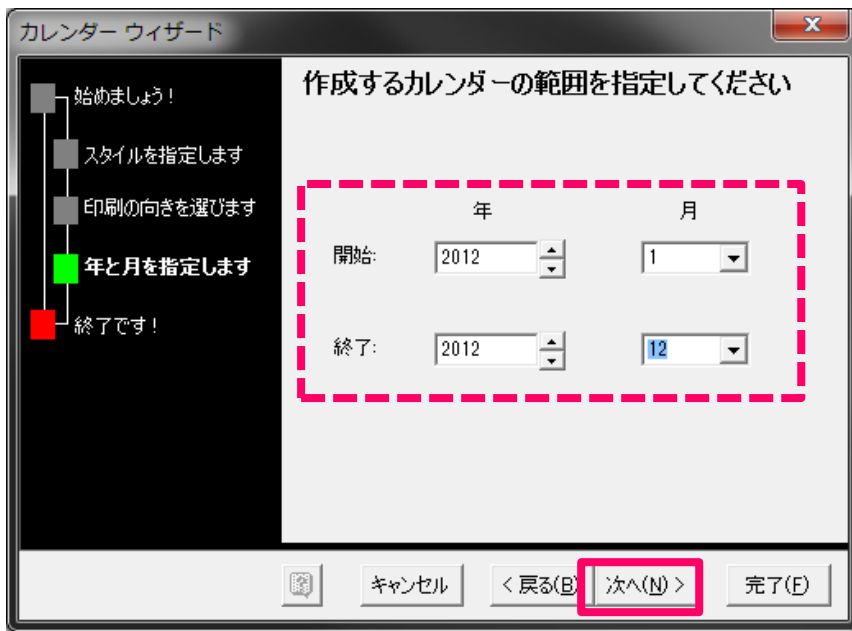 カレンダー ウィザード
x
始めましょう!
スタイルを指定します
印刷の向きを選びます
年と月を指定します
終了です!
作成するカレンダーの範囲を指定してください
年 月
開始: 2012 1
終了: 2012 12
キャンセル < 戻る(B) 次へ(N) > 完了(F)